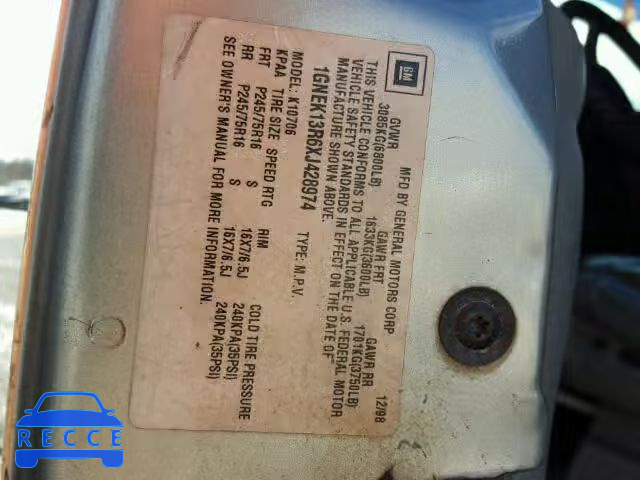 GM
MFD BY GENERAL MOTORS CORP
12/98
GVWR GAWR FRT GAWR RR
3085KG(6800LB) 1633KG(3600LB) 1701KG(3750LB)
THIS VEHICLE CONFORMS TO ALL APPLICABLE U.S. FEDERAL MOTOR
VEHICLE SAFETY STANDARDS IN EFFECT ON THE DATE OF
MANUFACTURE SHOWN ABOVE.
1GNEK13R6XJ428974 TYPE: M.P.V.
MODEL: K10706
KPAA TIRE SIZE SPEED RTG RIM COLD TIRE PRESSURE
FRT P245/75R16 S 16X7/6.5J 240KPA(35PSI)
RR P245/75R16 S 16X7/6.5J 240KPA(35PSI)
SEE OWNER'S MANUAL FOR MORE INFORMATION.
RECCE